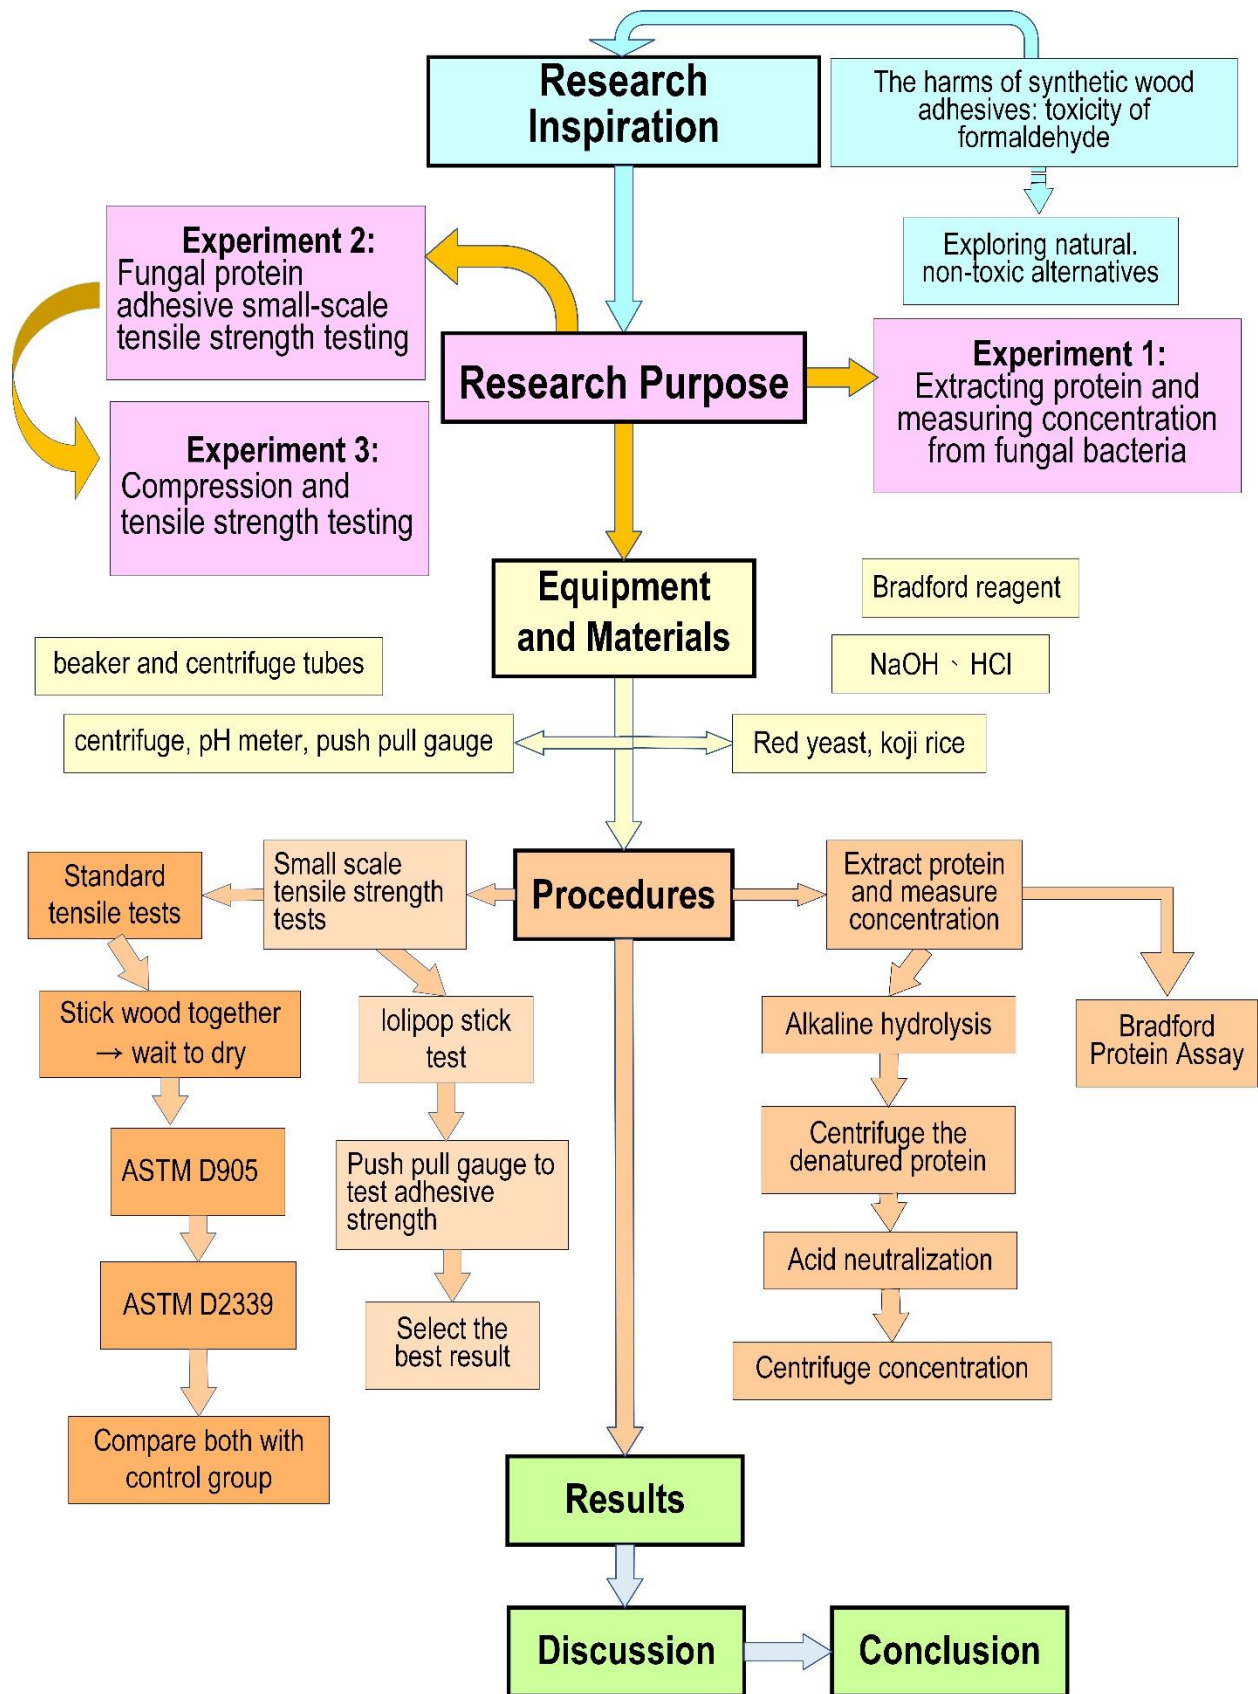 Research
Inspiration
The harms of synthetic wood
adhesives: toxicity of
formaldehyde
Exploring natural.
non-toxic alternatives
Experiment 2:
Fungal protein
adhesive small-scale
tensile strength testing
Research Purpose
Experiment 1:
Extracting protein and
measuring concentration
from fungal bacteria
Experiment 3:
Compression and
tensile strength testing
Equipment
and Materials
Bradford reagent
beaker and centrifuge tubes
NaOH、HCl
centrifuge, pH meter, push pull gauge
Red yeast, koji rice
Standard
tensile tests
Small scale
tensile strength
tests
Procedures
Extract protein
and measure
concentration
Stick wood together
→ wait to dry
lolipop stick
test
Alkaline hydrolysis
Bradford
Protein Assay
ASTM D905
Push pull gauge to
test adhesive
strength
Centrifuge the
denatured protein
Acid neutralization
ASTM D2339
Select the
best result
Centrifuge concentration
Compare both with
control group
Results
Discussion
Conclusion